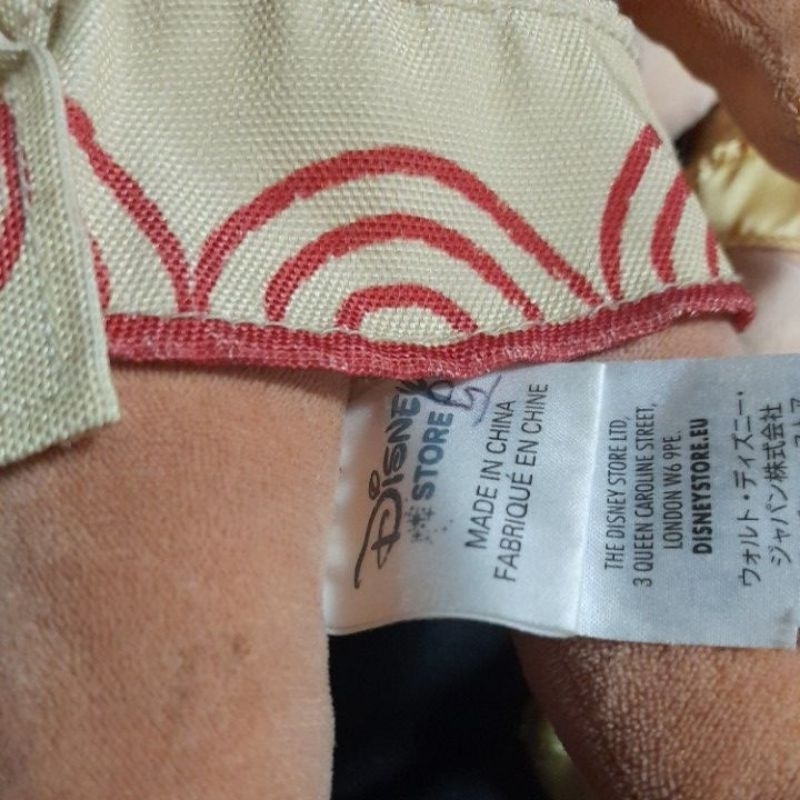 DISNEY
STORE
MADE IN CHINA
FABRIQUÉ EN CHINE
THE DISNEY STORE LTD,
3 QUEEN CAROLINE STREET,
LONDON W6 9PE.
DISNEYSTORE.EU
ウォルト・ディズニー・
ジャパン株式会社